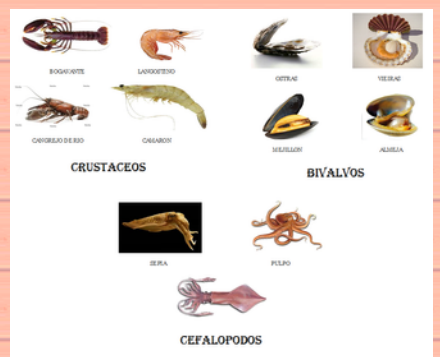 BOGAVANTE
LANGOSTINO
OSTRAS
VIEIRAS
CANGREJO DE RIO
CAMARON
MEJILLON
ALMEJA
CRUSTACEOS
BIVALVOS
SEPIA
PULPO
CEFALOPODOS